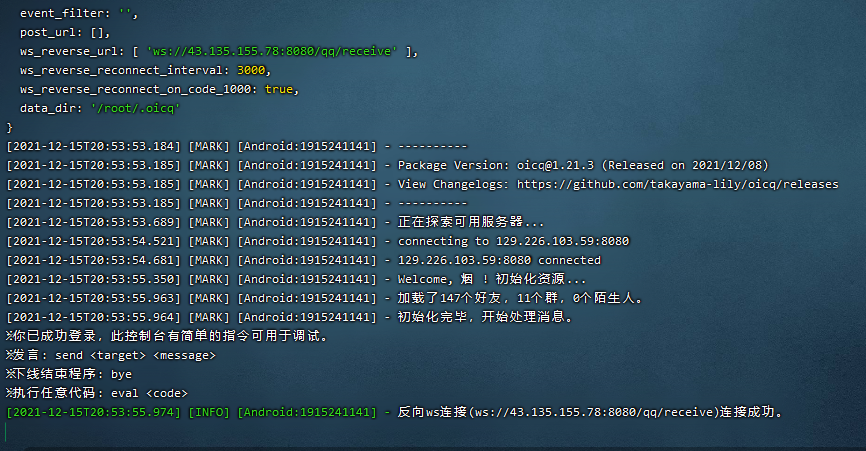 event_filter: '',
post_url: [],
ws_reverse_url: [ 'ws://43.135.155.78:8080/qq/receive' ],
ws_reverse_reconnect_interval: 3000,
ws_reverse_reconnect_on_code_1000: true,
data_dir: '/root/.oicq'
}
[2021-12-15T20:53:53.184] [MARK] [Android:1915241141] - ----------
[2021-12-15T20:53:53.185] [MARK] [Android:1915241141] - Package Version: oicq@1.21.3 (Released on 2021/12/08)
[2021-12-15T20:53:53.185] [MARK] [Android:1915241141] - View Changelogs: https://github.com/takayama-lily/oicq/releases
[2021-12-15T20:53:53.185] [MARK] [Android:1915241141] - ----------
[2021-12-15T20:53:53.689] [MARK] [Android:1915241141] - 正在探索可用服务器...
[2021-12-15T20:53:54.521] [MARK] [Android:1915241141] - connecting to 129.226.103.59:8080
[2021-12-15T20:53:54.681] [MARK] [Android:1915241141] - 129.226.103.59:8080 connected
[2021-12-15T20:53:55.350] [MARK] [Android:1915241141] - Welcome, 烟 ! 初始化资源...
[2021-12-15T20:53:55.963] [MARK] [Android:1915241141] - 加载了147个好友，11个群，0个陌生人。
[2021-12-15T20:53:55.964] [MARK] [Android:1915241141] - 初始化完毕，开始处理消息。
※你已成功登录，此控制台有简单的指令可用于调试。
※发言: send <target> <message>
※下线结束程序: bye
※执行任意代码: eval <code>
[2021-12-15T20:53:55.974] [INFO] [Android:1915241141] - 反向ws连接(ws://43.135.155.78:8080/qq/receive)连接成功。